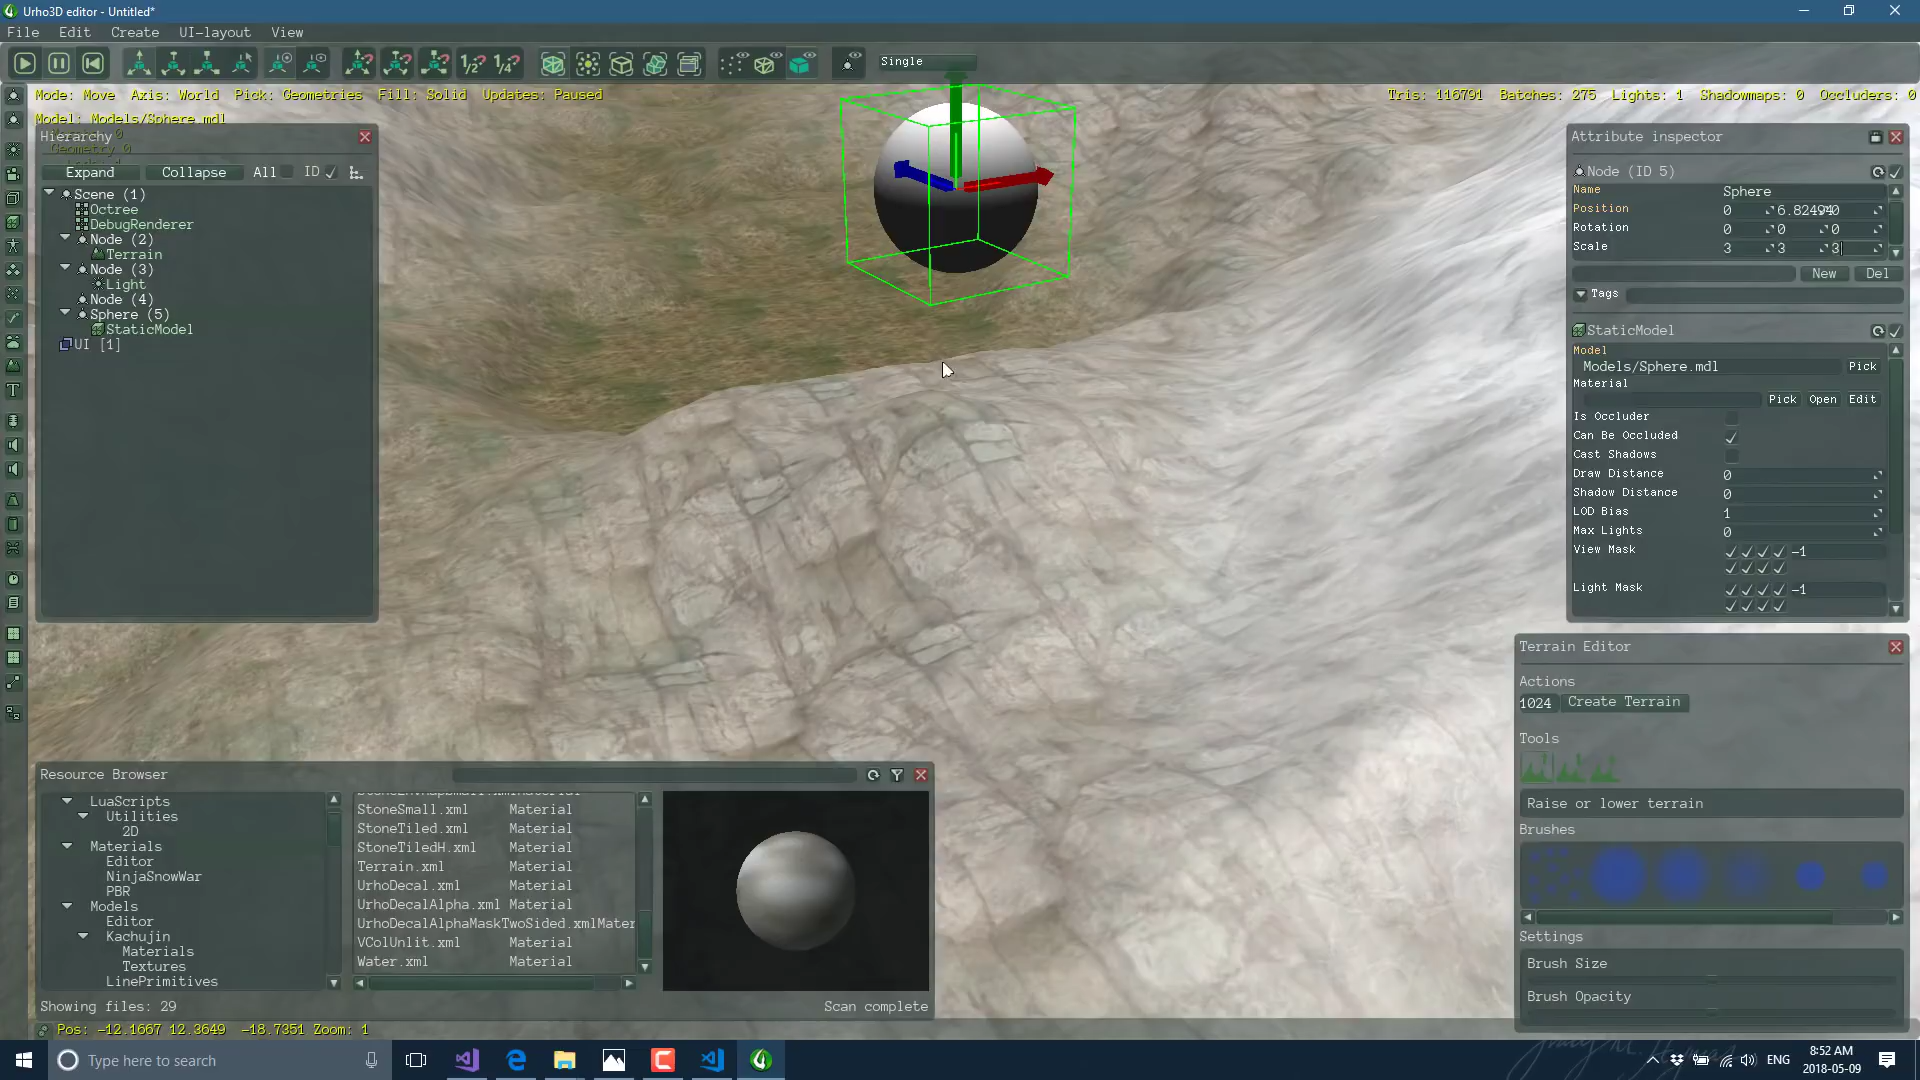 Urho3D editor - Untitled*
File Edit Create UI-layout View
1/2 1/4 Single
Mode: Move Axis: World Pick: Geometries Fill: Solid Updates: Paused
Tris: 116791 Batches: 275 Lights: 1 Shadowmaps: 0 Occluders: 0
Model: Models/Sphere.mdl
Hierarchy
Geometry 0
Expand Collapse All ID
Scene (1)
Octree
DebugRenderer
Node (2)
Terrain
Node (3)
Light
Node (4)
Sphere (5)
StaticModel
UI [1]
Attribute inspector
Node (ID 5)
Name Sphere
Position 0 6.82494 0
Rotation 0 0 0
Scale 3 3 3
New Del
Tags
StaticModel
Model
Models/Sphere.mdl Pick
Material
Pick Open Edit
Is Occluder
Can Be Occluded
Cast Shadows
Draw Distance 0
Shadow Distance 0
LOD Bias 1
Max Lights 0
View Mask -1
Light Mask -1
Terrain Editor
Actions
1024 Create Terrain
Tools
Raise or lower terrain
Brushes
Settings
Brush Size
Brush Opacity
Resource Browser
LuaScripts
Utilities
2D
Materials
Editor
NinjaSnowWar
PBR
Models
Editor
Kachujin
Materials
Textures
LinePrimitives
StoneSmall.xml Material
StoneTiled.xml Material
StoneTiledH.xml Material
Terrain.xml Material
UrhoDecal.xml Material
UrhoDecalAlpha.xml Material
UrhoDecalAlphaMaskTwoSided.xmlMater
VColUnlit.xml Material
Water.xml Material
Showing files: 29
Scan complete
Pos: -12.1667 12.3649 -18.7351 Zoom: 1
Type here to search
ENG
8:52 AM
2018-05-09